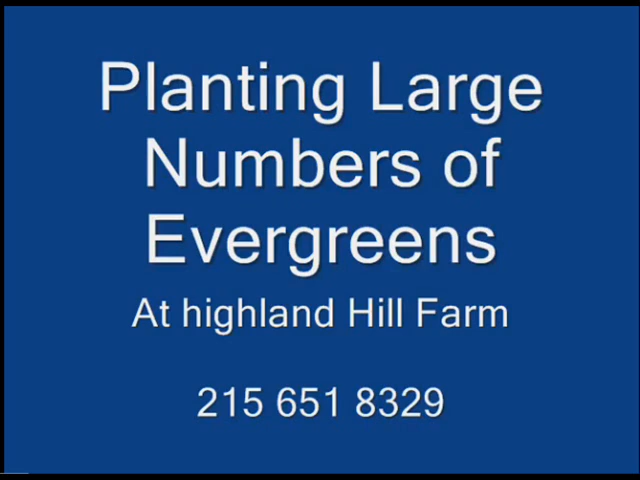 Planting Large
Numbers of
Evergreens
At highland Hill Farm
215 651 8329